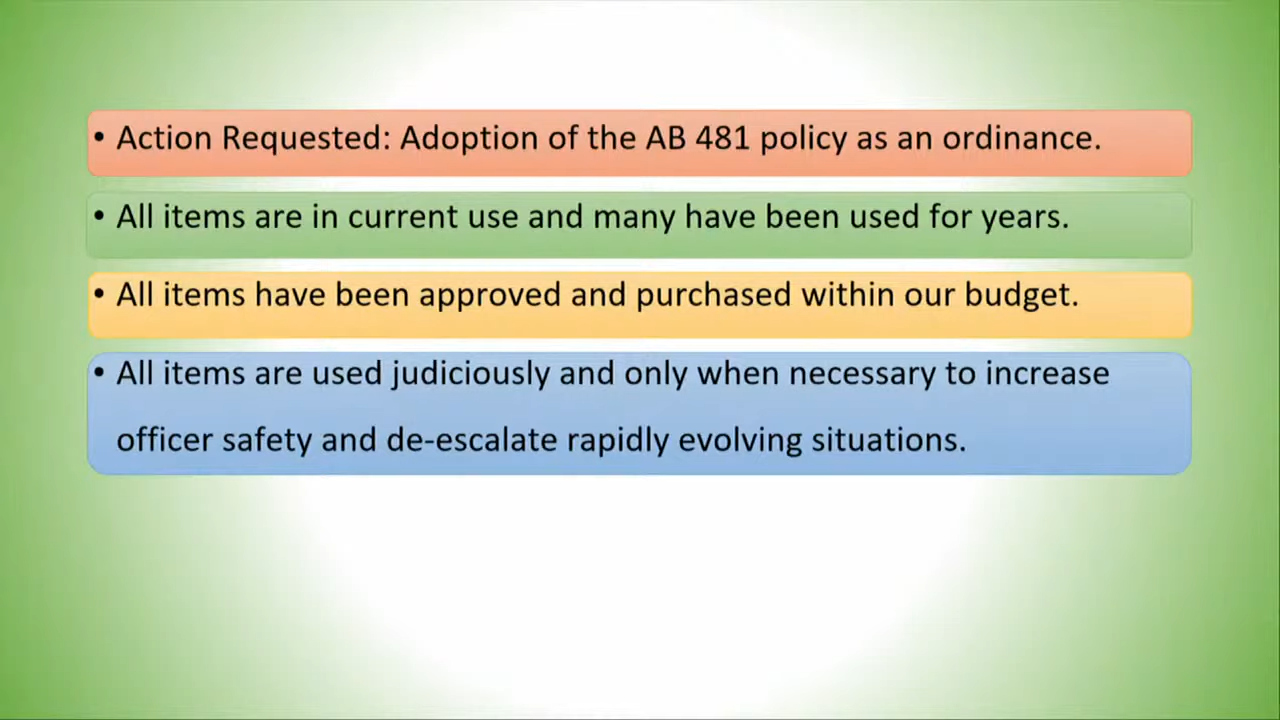 • Action Requested: Adoption of the AB 481 policy as an ordinance.
• All items are in current use and many have been used for years.
• All items have been approved and purchased within our budget.
• All items are used judiciously and only when necessary to increase
officer safety and de-escalate rapidly evolving situations.